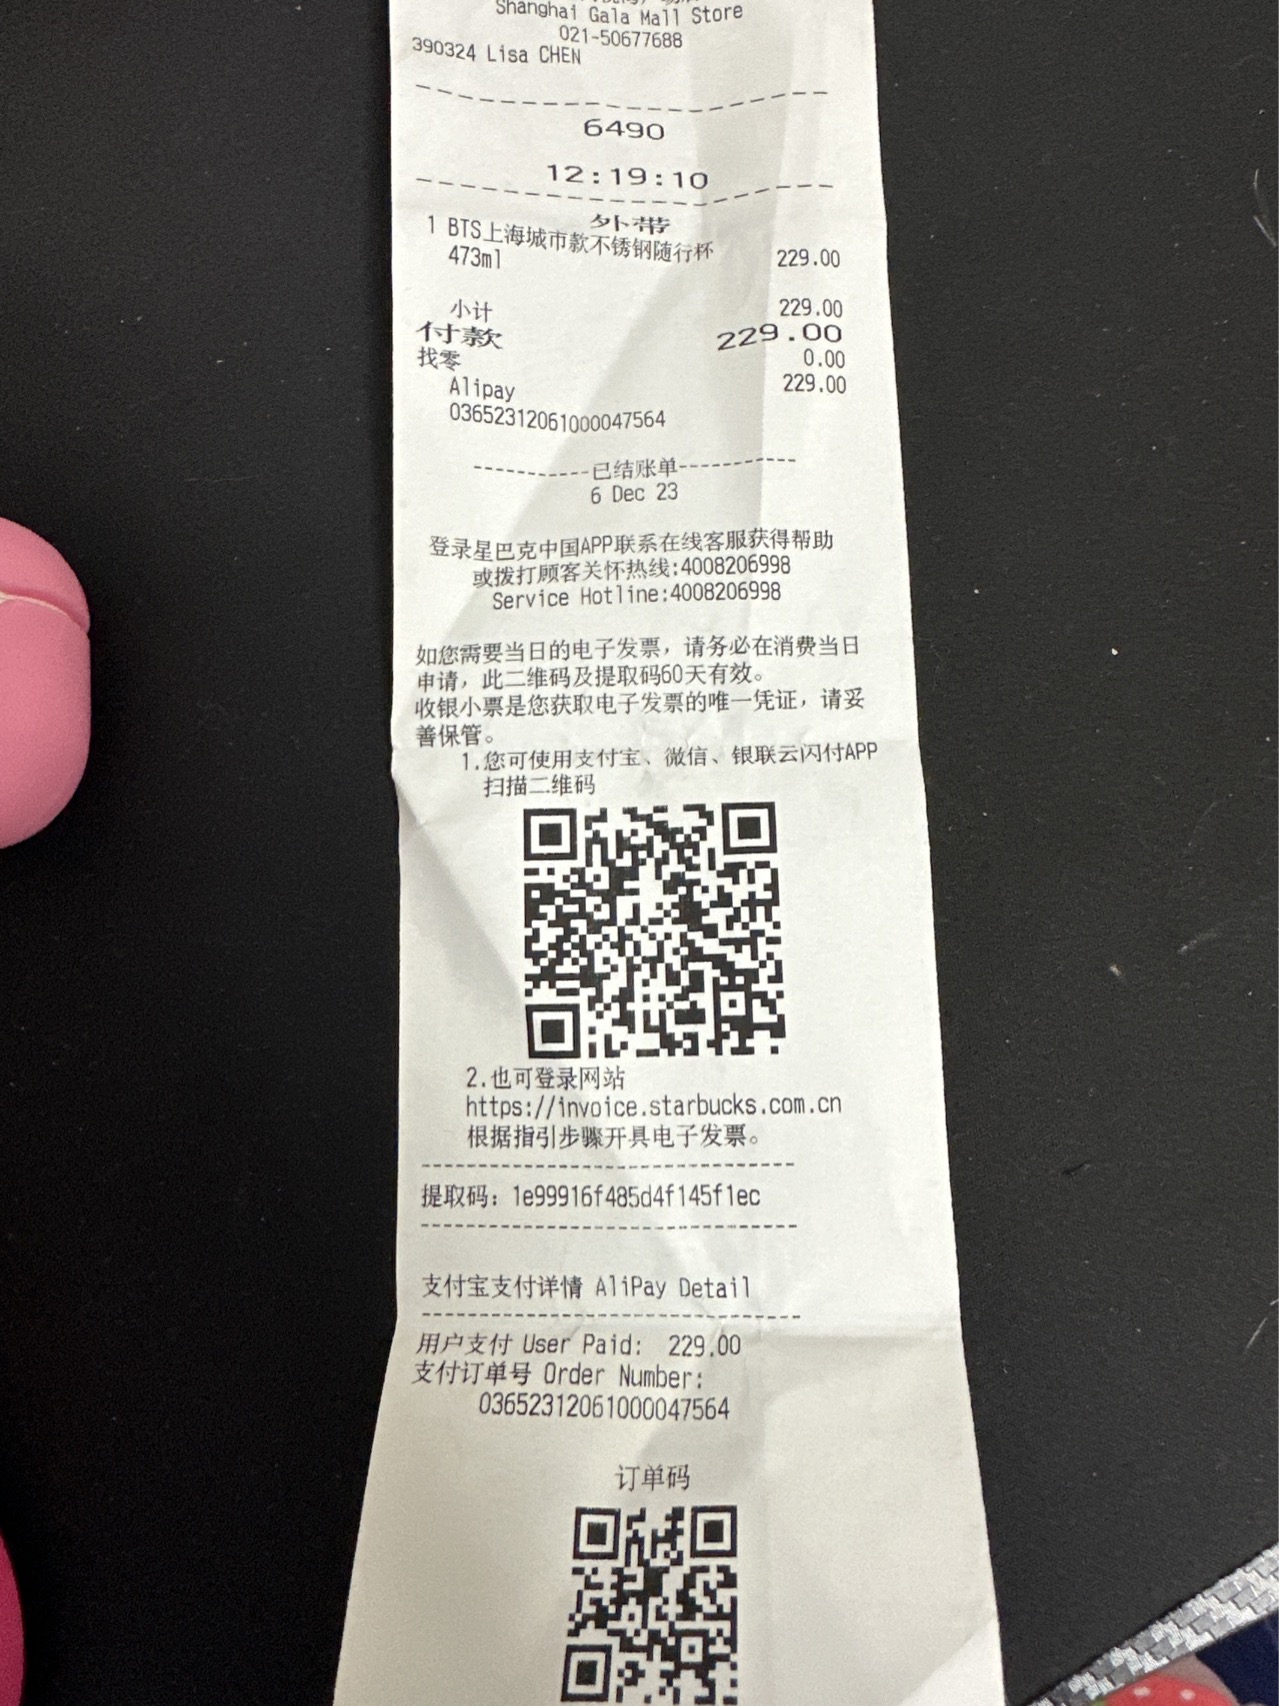 Shanghai Gala Mall Store
021-50677688
390324 Lisa CHEN
6490
12:19:10
外带
1 BTS上海城市款不锈钢随行杯 229.00
473ml
小计 229.00
付款 229.00
找零 0.00
Alipay 229.00
03652312061000047564
-----------已结账单-----------
6 Dec 23
登录星巴克中国APP联系在线客服获得帮助
或拨打顾客关怀热线:4008206998
Service Hotline:4008206998
如您需要当日的电子发票，请务必在消费当日
申请，此二维码及提取码60天有效。
收银小票是您获取电子发票的唯一凭证，请妥
善保管。
1.您可使用支付宝、微信、银联云闪付APP
扫描二维码
2.也可登录网站
https://invoice.starbucks.com.cn
根据指引步骤开具电子发票。
提取码：1e99916f485d4f145f1ec
支付宝支付详情 AliPay Detail
用户支付 User Paid: 229.00
支付订单号 Order Number:
03652312061000047564
订单码